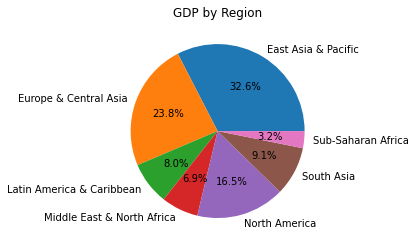 GDP by Region
East Asia & Pacific
32.6%
Europe & Central Asia
23.8%
Latin America & Caribbean
8.0%
Middle East & North Africa
6.9%
North America
16.5%
South Asia
9.1%
Sub-Saharan Africa
3.2%